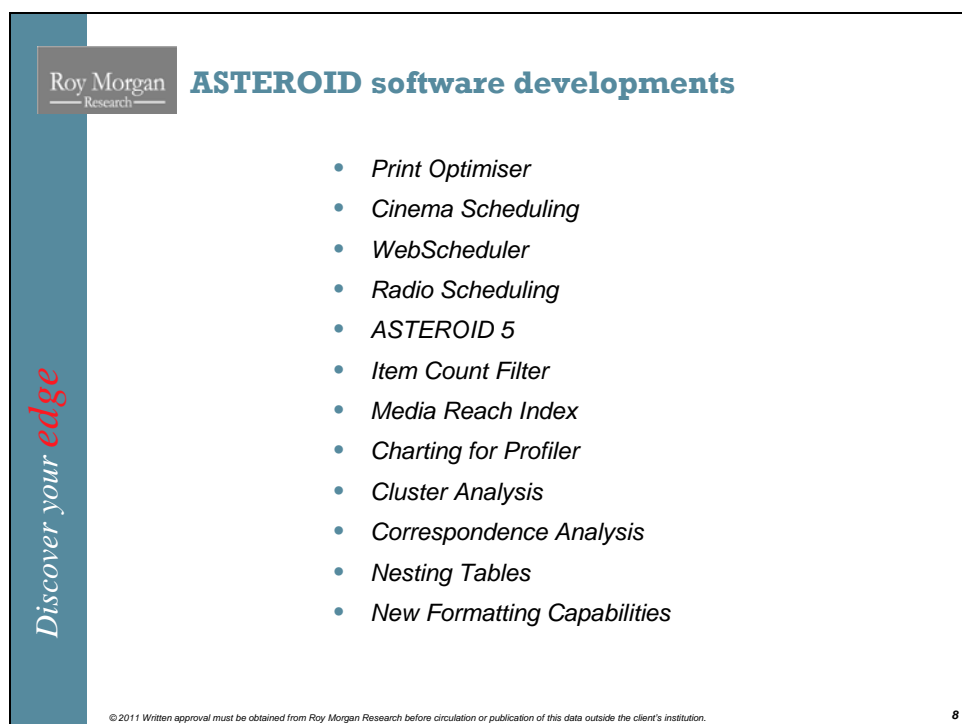 Roy Morgan
Research
ASTEROID software developments
• Print Optimiser
• Cinema Scheduling
• WebScheduler
• Radio Scheduling
• ASTEROID 5
• Item Count Filter
• Media Reach Index
• Charting for Profiler
• Cluster Analysis
• Correspondence Analysis
• Nesting Tables
• New Formatting Capabilities
Discover your edge
© 2011 Written approval must be obtained from Roy Morgan Research before circulation or publication of this data outside the client's institution.
8